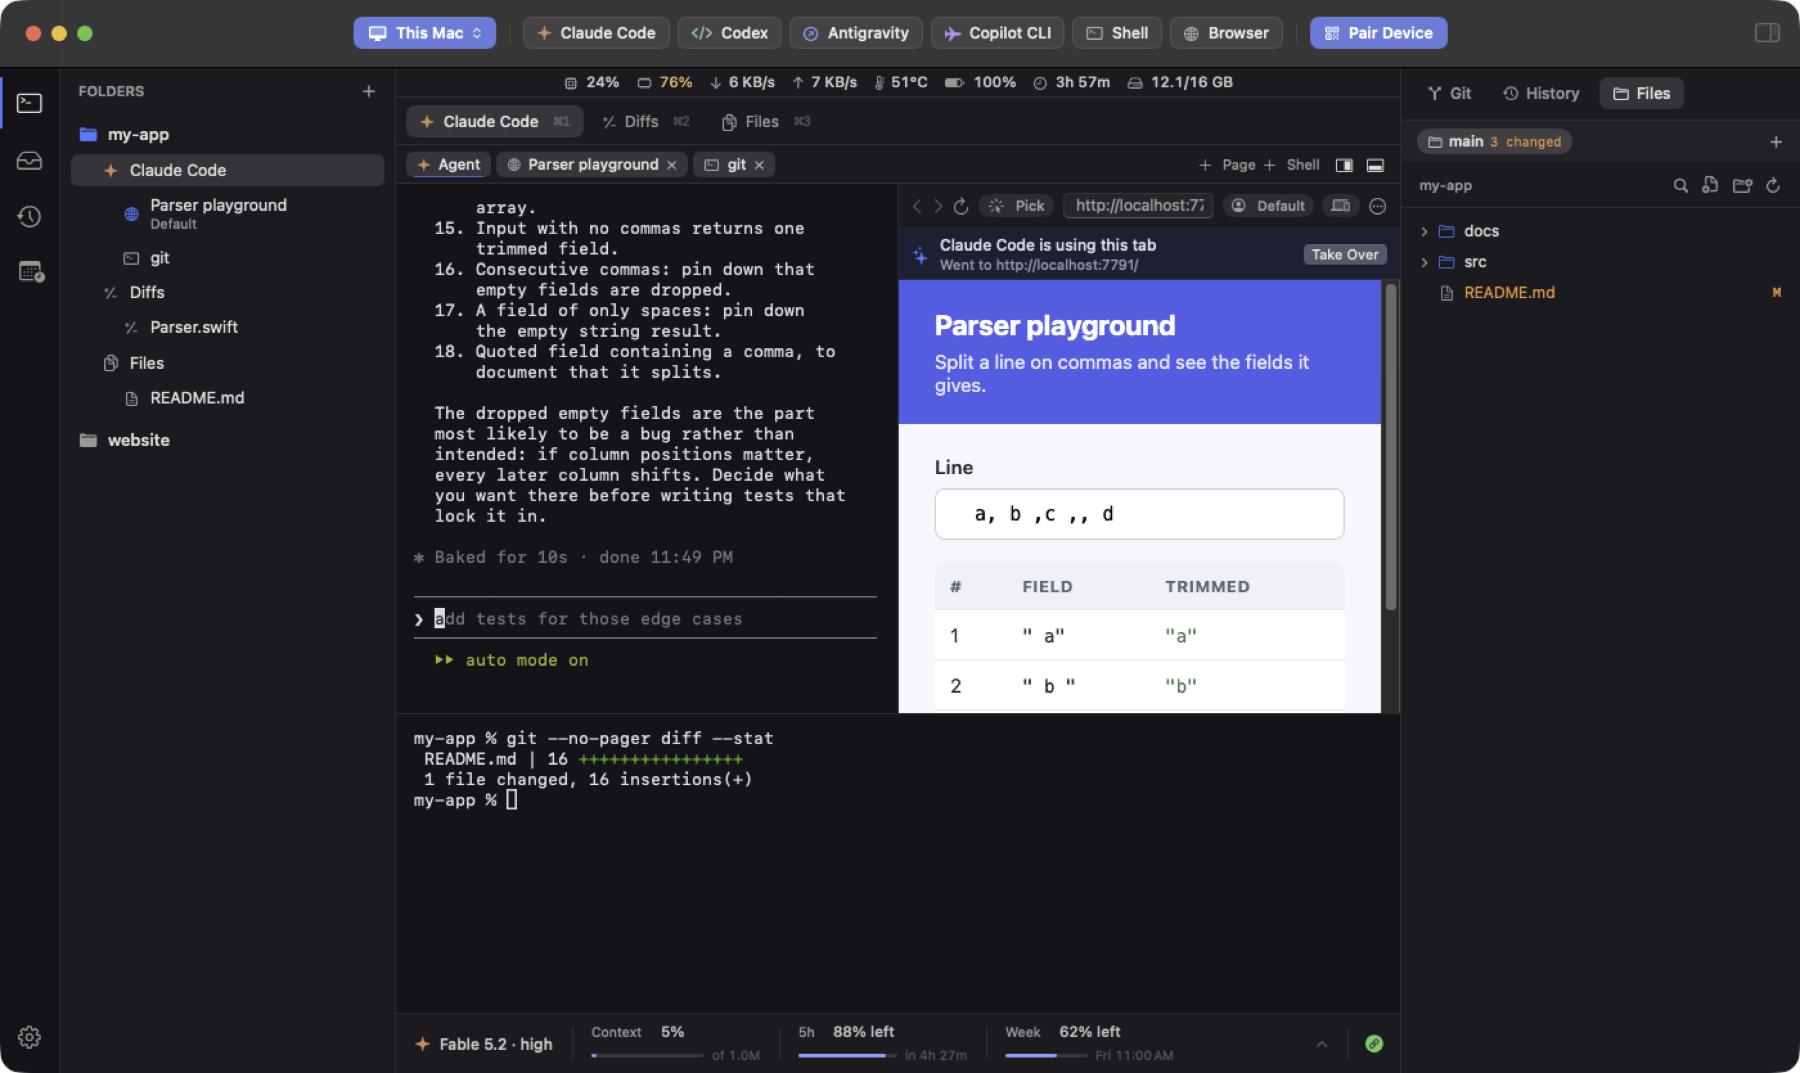 This Mac
Claude Code
Codex
Antigravity
Copilot CLI
Shell
Browser
Pair Device
FOLDERS
my-app
Claude Code
Parser playground
Default
git
Diffs
Parser.swift
Files
README.md
website
24% 76% ↓ 6 KB/s ↑ 7 KB/s 51°C 100% 3h 57m 12.1/16 GB
Claude Code ⌘1 Diffs ⌘2 Files ⌘3
Agent Parser playground × git × + Page + Shell
array.
15. Input with no commas returns one
trimmed field.
16. Consecutive commas: pin down that
empty fields are dropped.
17. A field of only spaces: pin down
the empty string result.
18. Quoted field containing a comma, to
document that it splits.
The dropped empty fields are the part
most likely to be a bug rather than
intended: if column positions matter,
every later column shifts. Decide what
you want there before writing tests that
lock it in.
✻ Baked for 10s · done 11:49 PM
❯ add tests for those edge cases
▸▸ auto mode on
Pick http://localhost:77 Default
Claude Code is using this tab
Went to http://localhost:7791/
Take Over
Parser playground
Split a line on commas and see the fields it
gives.
Line
a, b ,c ,, d
# FIELD TRIMMED
1 " a" "a"
2 " b " "b"
my-app % git --no-pager diff --stat
README.md | 16 ++++++++++++++++
1 file changed, 16 insertions(+)
my-app %
Fable 5.2 · high
Context 5%
of 1.0M
5h 88% left
in 4h 27m
Week 62% left
Fri 11:00 AM
Git History Files
main 3 changed +
my-app
docs
src
README.md M